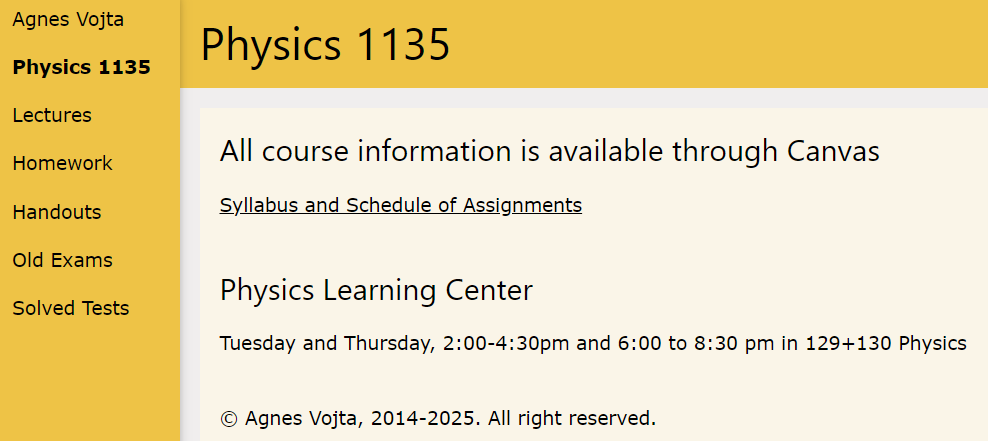 Agnes Vojta
Physics 1135
Lectures
Homework
Handouts
Old Exams
Solved Tests
Physics 1135
All course information is available through Canvas
Syllabus and Schedule of Assignments
Physics Learning Center
Tuesday and Thursday, 2:00-4:30pm and 6:00 to 8:30 pm in 129+130 Physics
© Agnes Vojta, 2014-2025. All right reserved.